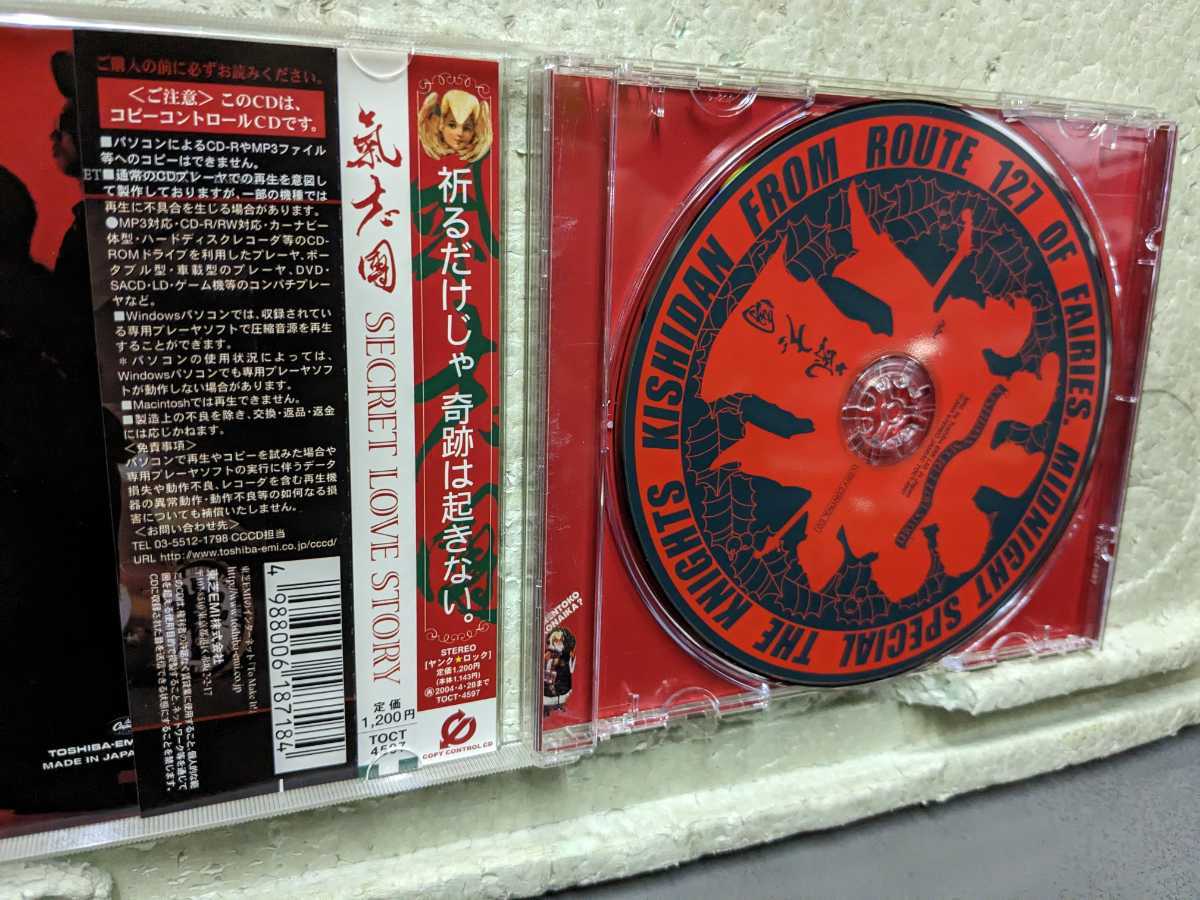 ご購入の前に必ずお読みください。
＜ご注意＞このCDは、
コピーコントロールCDです。
■パソコンによるCD-RやMP3ファイル
等へのコピーはできません。
■通常のCDプレーヤでの再生を意図し
て製作しておりますが、一部の機種では
再生に不具合を生じる場合があります。
●MP3対応・CD-R/RW対応・カーナビ一
体型・ハードディスクレコーダ等のCD-
ROMドライブを利用したプレーヤ、ポー
タブル型・車載型のプレーヤ、DVD・
SACD・LD・ゲーム機等のコンパチプレー
ヤなど。
■Windowsパソコンでは、収録されてい
る専用プレーヤソフトで圧縮音源を再生
することができます。
＊パソコンの使用状況によっては、
Windowsパソコンでも専用プレーヤソフ
トが動作しない場合があります。
■Macintoshでは再生できません。
■製造上の不良を除き、交換・返品・返金
には応じかねます。
＜免責事項＞
パソコンで再生やコピーを試みた場合や
専用プレーヤソフトの実行に伴うデータ
損失や動作不良、レコーダを含む再生機
器の異常動作・動作不良等の如何なる損
害についても補償いたしません。
＜お問い合わせ先＞
TEL 03-5512-1798 CCCD担当
URL http://www.toshiba-emi.co.jp/cccd/
東芝EMI株式会社
4 988006 187184
TOSHIBA-EMI
MADE IN JAPAN
氣志團 SECRET LOVE STORY
定価
1,200円
TOCT
4597
祈るだけじゃ 奇跡は起きない。
STEREO
[ヤンク★ロック]
定価1,200円
(本体1,143円)
2004・4・28まで
TOCT・4597
COPY CONTROL CD
KISHIDAN FROM ROUTE 127 OF FAIRIES. MIDNIGHT SPECIAL THE KNIGHTS
氣志團